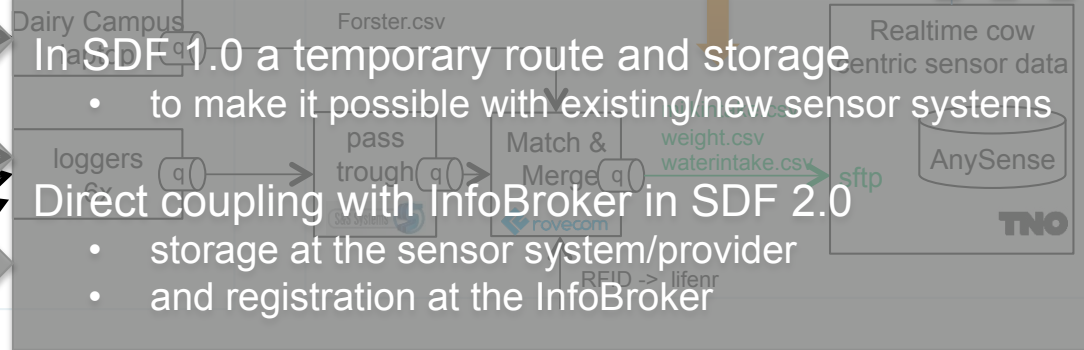 Dairy Campus
laptop
q
Forster.csv
Realtime cow
centric sensor data
In SDF 1.0 a temporary route and storage
• to make it possible with existing/new sensor systems
loggers
6x
q
pass
trough
q
Match &
Merge
q
weight.csv
waterintake.csv
sftp
AnySense
Direct coupling with InfoBroker in SDF 2.0
rovecom
TNO
• storage at the sensor system/provider
RFID -> lifenr
• and registration at the InfoBroker